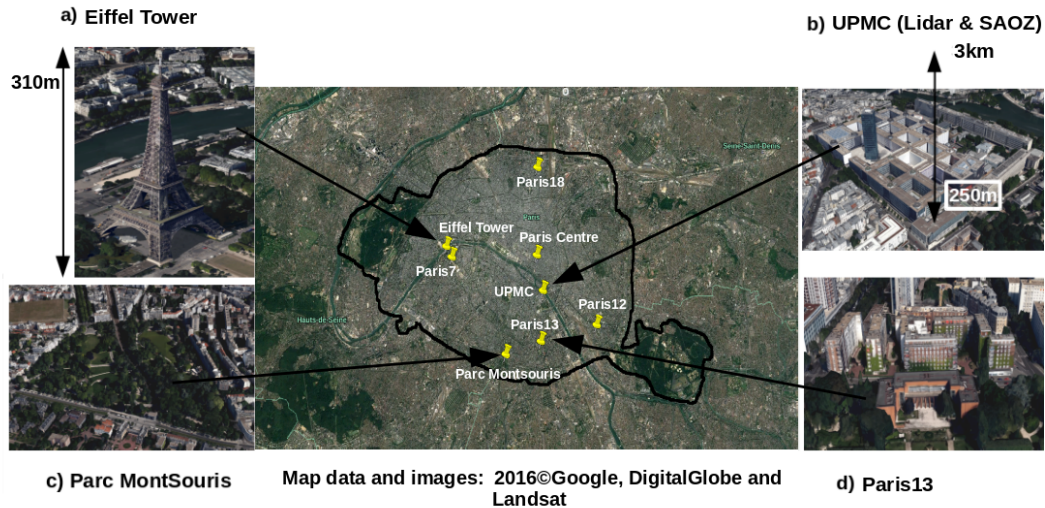 a) Eiffel Tower
310m
b) UPMC (Lidar & SAOZ)
3km
250m
Seine-Saint-Denis
Paris18
Paris
Eiffel Tower
Paris Centre
Paris7
UPMC
Paris12
Hauts-de-Seine
Paris13
Parc Montsouris
c) Parc MontSouris
Map data and images: 2016©Google, DigitalGlobe and
Landsat
d) Paris13